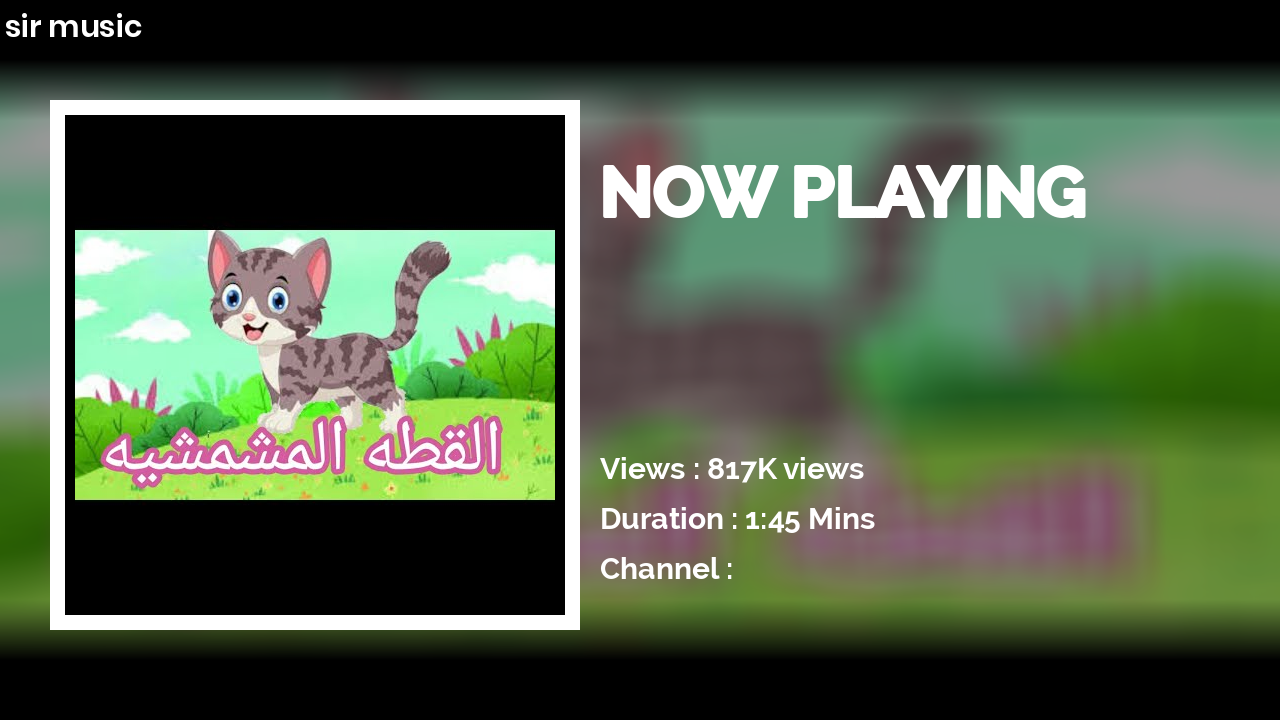 sir music
NOW PLAYING
القطه المشمشيه
Views : 817K views
Duration : 1:45 Mins
Channel :